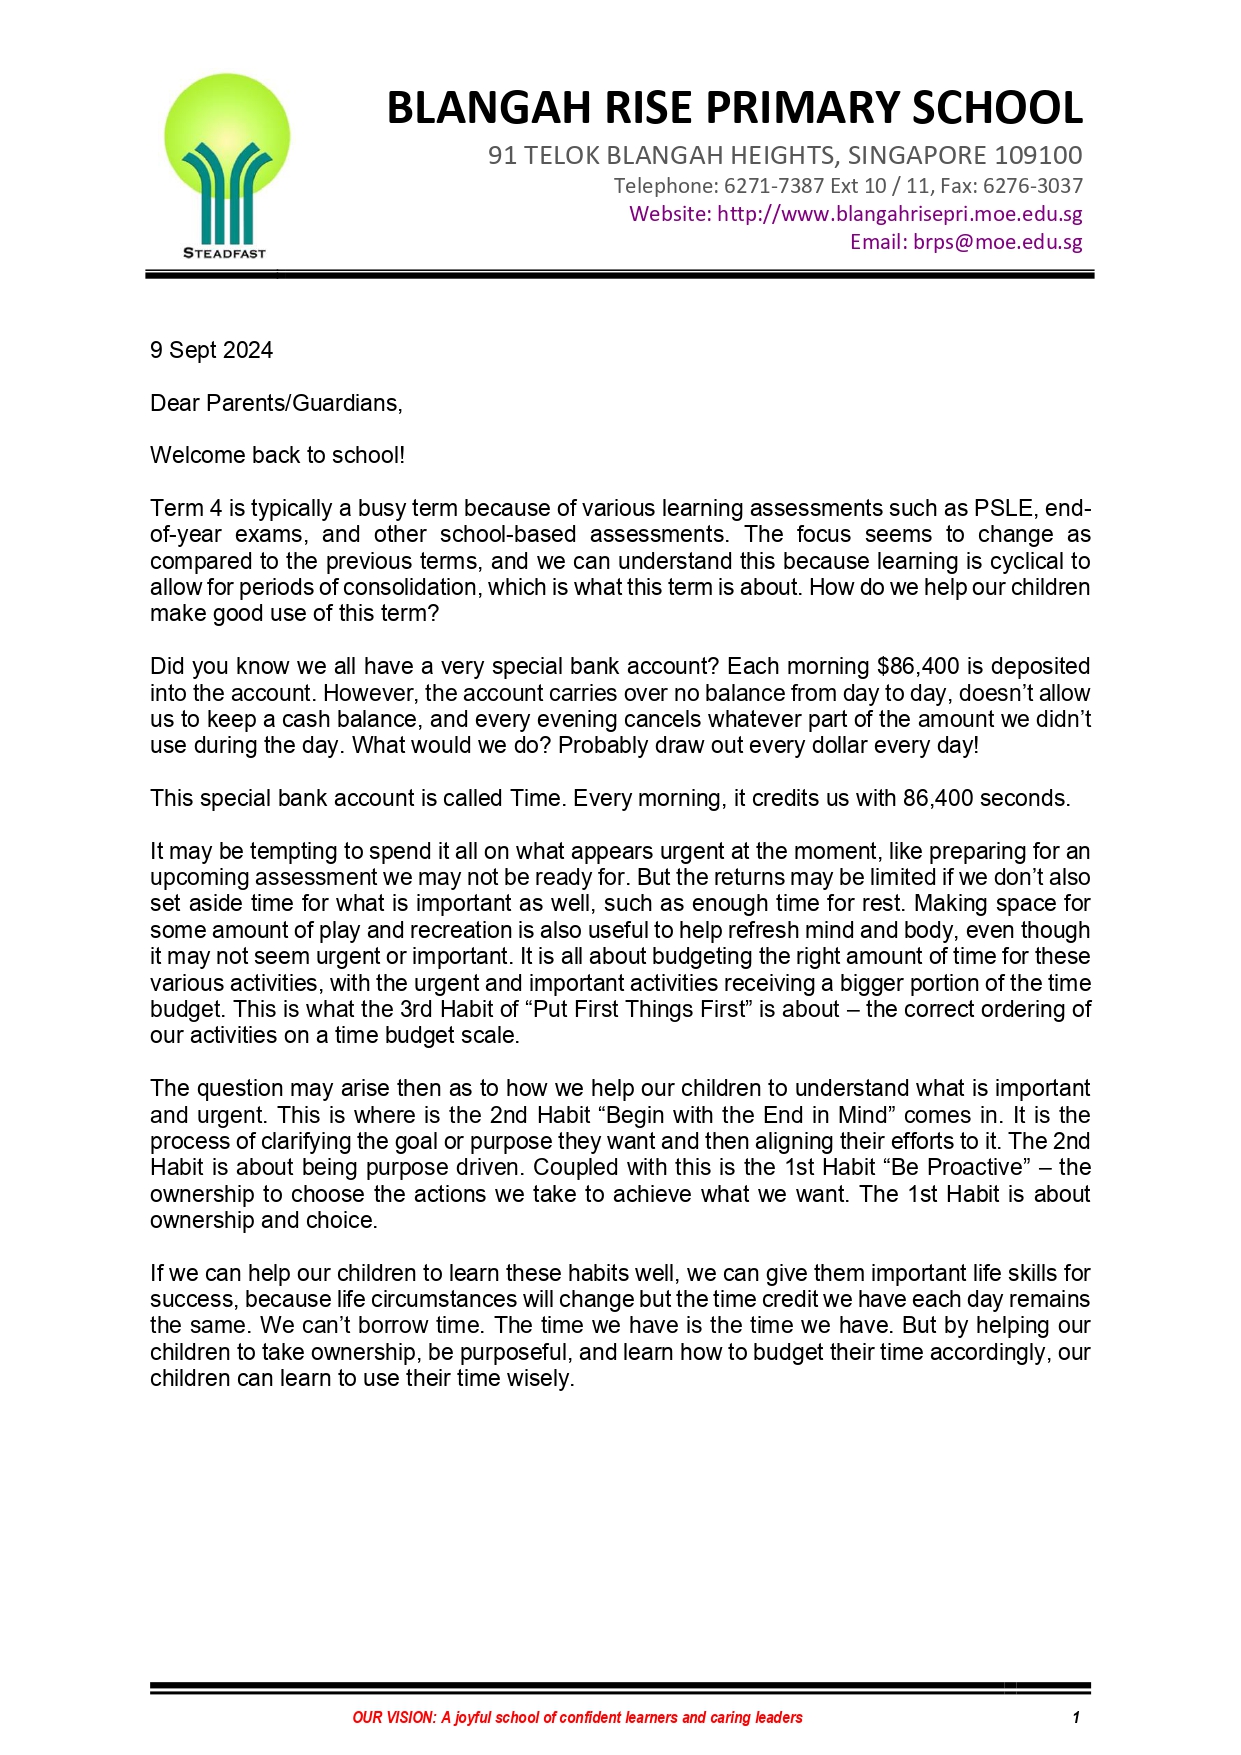 BLANGAH RISE PRIMARY SCHOOL
91 TELOK BLANGAH HEIGHTS, SINGAPORE 109100
Telephone: 6271-7387 Ext 10 / 11, Fax: 6276-3037
Website: http://www.blangahrisepri.moe.edu.sg
Email: brps@moe.edu.sg
STEADFAST
9 Sept 2024
Dear Parents/Guardians,
Welcome back to school!
Term 4 is typically a busy term because of various learning assessments such as PSLE, end-
of-year exams, and other school-based assessments. The focus seems to change as
compared to the previous terms, and we can understand this because learning is cyclical to
allow for periods of consolidation, which is what this term is about. How do we help our children
make good use of this term?
Did you know we all have a very special bank account? Each morning $86,400 is deposited
into the account. However, the account carries over no balance from day to day, doesn’t allow
us to keep a cash balance, and every evening cancels whatever part of the amount we didn’t
use during the day. What would we do? Probably draw out every dollar every day!
This special bank account is called Time. Every morning, it credits us with 86,400 seconds.
It may be tempting to spend it all on what appears urgent at the moment, like preparing for an
upcoming assessment we may not be ready for. But the returns may be limited if we don’t also
set aside time for what is important as well, such as enough time for rest. Making space for
some amount of play and recreation is also useful to help refresh mind and body, even though
it may not seem urgent or important. It is all about budgeting the right amount of time for these
various activities, with the urgent and important activities receiving a bigger portion of the time
budget. This is what the 3rd Habit of “Put First Things First” is about – the correct ordering of
our activities on a time budget scale.
The question may arise then as to how we help our children to understand what is important
and urgent. This is where is the 2nd Habit “Begin with the End in Mind” comes in. It is the
process of clarifying the goal or purpose they want and then aligning their efforts to it. The 2nd
Habit is about being purpose driven. Coupled with this is the 1st Habit “Be Proactive” – the
ownership to choose the actions we take to achieve what we want. The 1st Habit is about
ownership and choice.
If we can help our children to learn these habits well, we can give them important life skills for
success, because life circumstances will change but the time credit we have each day remains
the same. We can’t borrow time. The time we have is the time we have. But by helping our
children to take ownership, be purposeful, and learn how to budget their time accordingly, our
children can learn to use their time wisely.
OUR VISION: A joyful school of confident learners and caring leaders 1